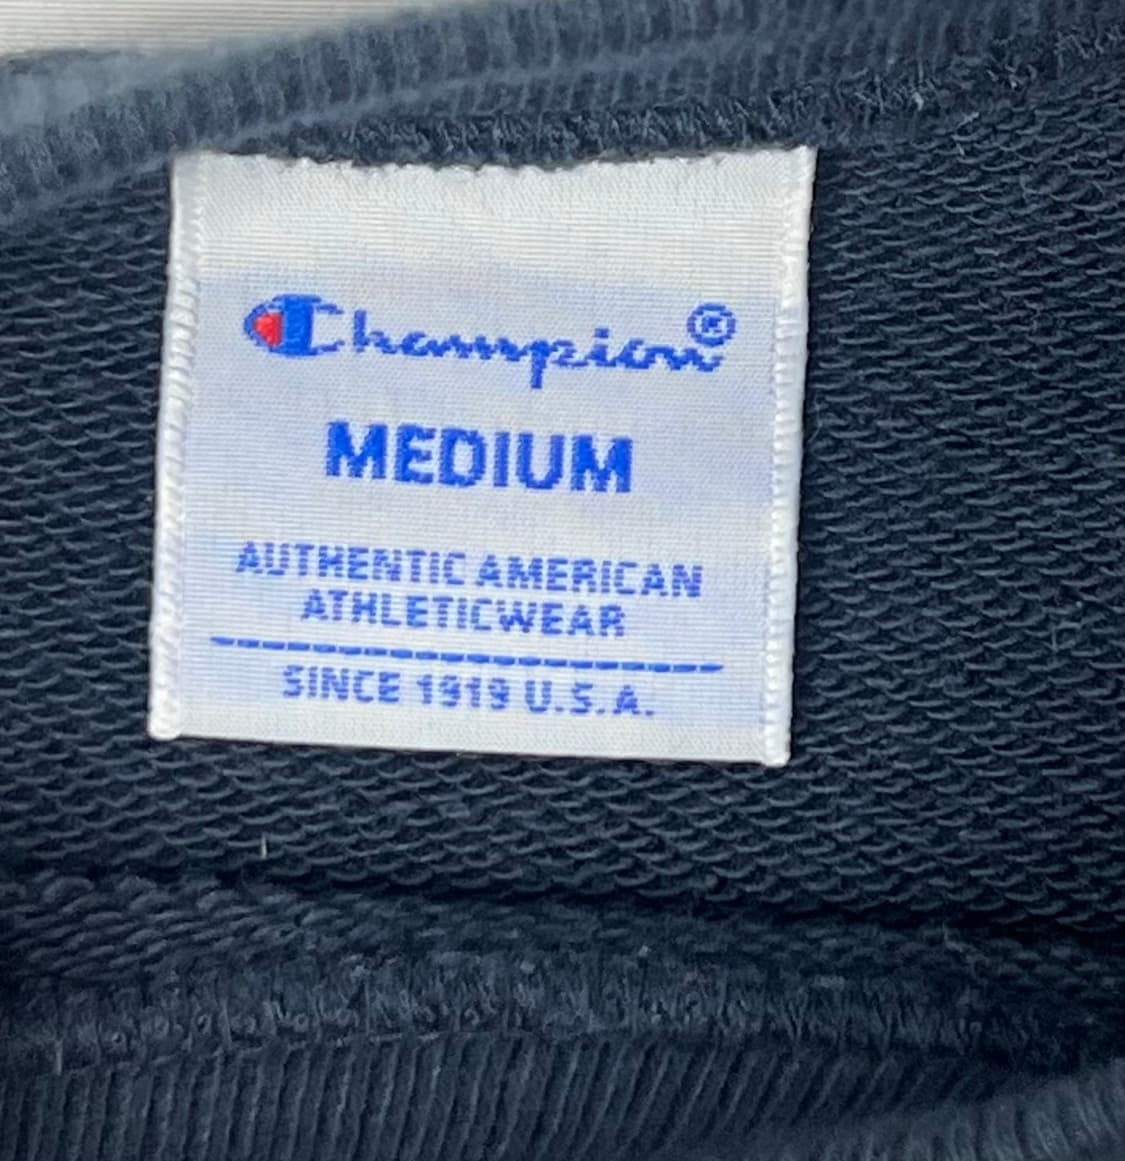 Champion®
MEDIUM
AUTHENTIC AMERICAN
ATHLETICWEAR
SINCE 1919 U.S.A.